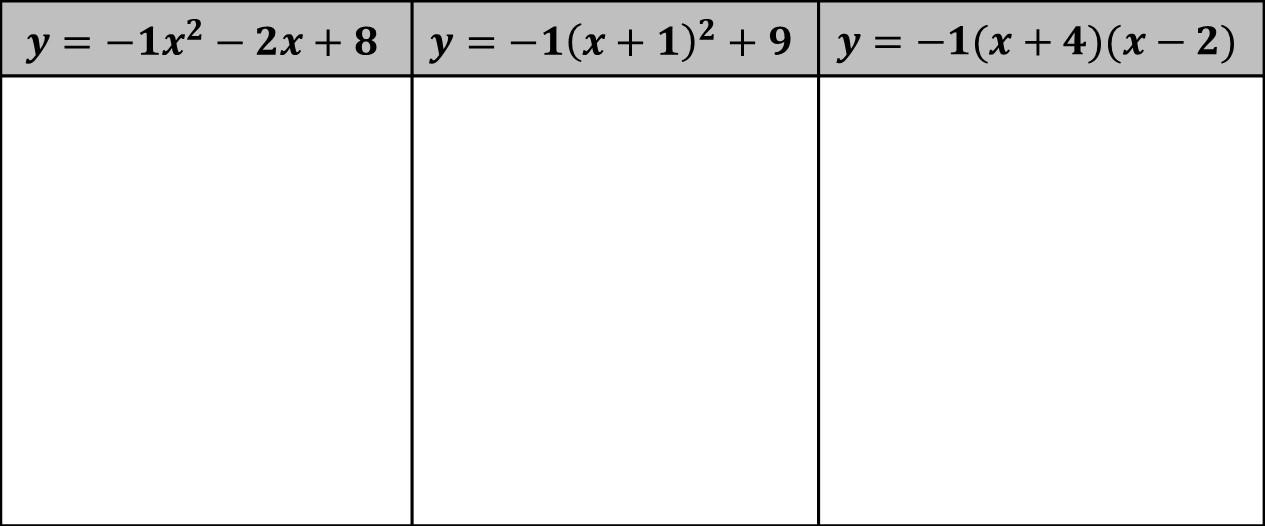 y = −1x² − 2x + 8
y = −1(x + 1)² + 9
y = −1(x + 4)(x − 2)